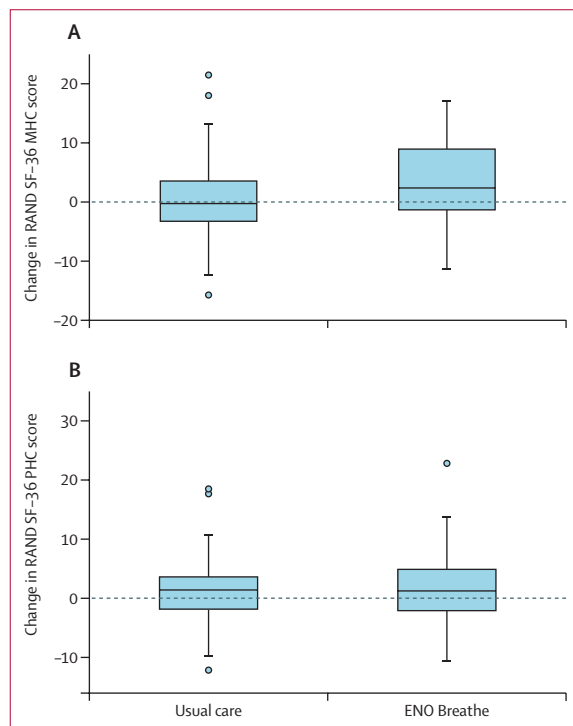 A
Change in RAND SF–36 MHC score
20
10
0
–10
–20
B
Change in RAND SF–36 PHC score
30
20
10
0
–10
Usual care
ENO Breathe